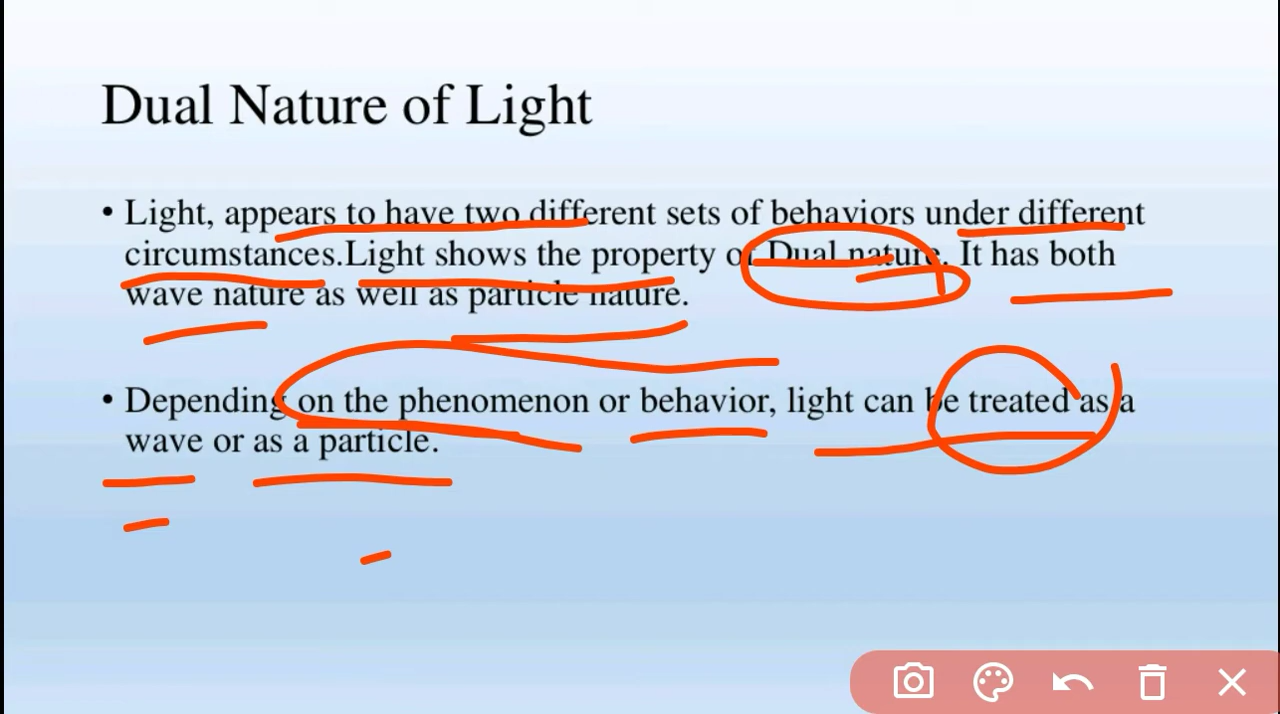 Dual Nature of Light
• Light, appears to have two different sets of behaviors under different
circumstances.Light shows the property of Dual nature. It has both
wave nature as well as particle nature.
• Depending on the phenomenon or behavior, light can be treated as a
wave or as a particle.